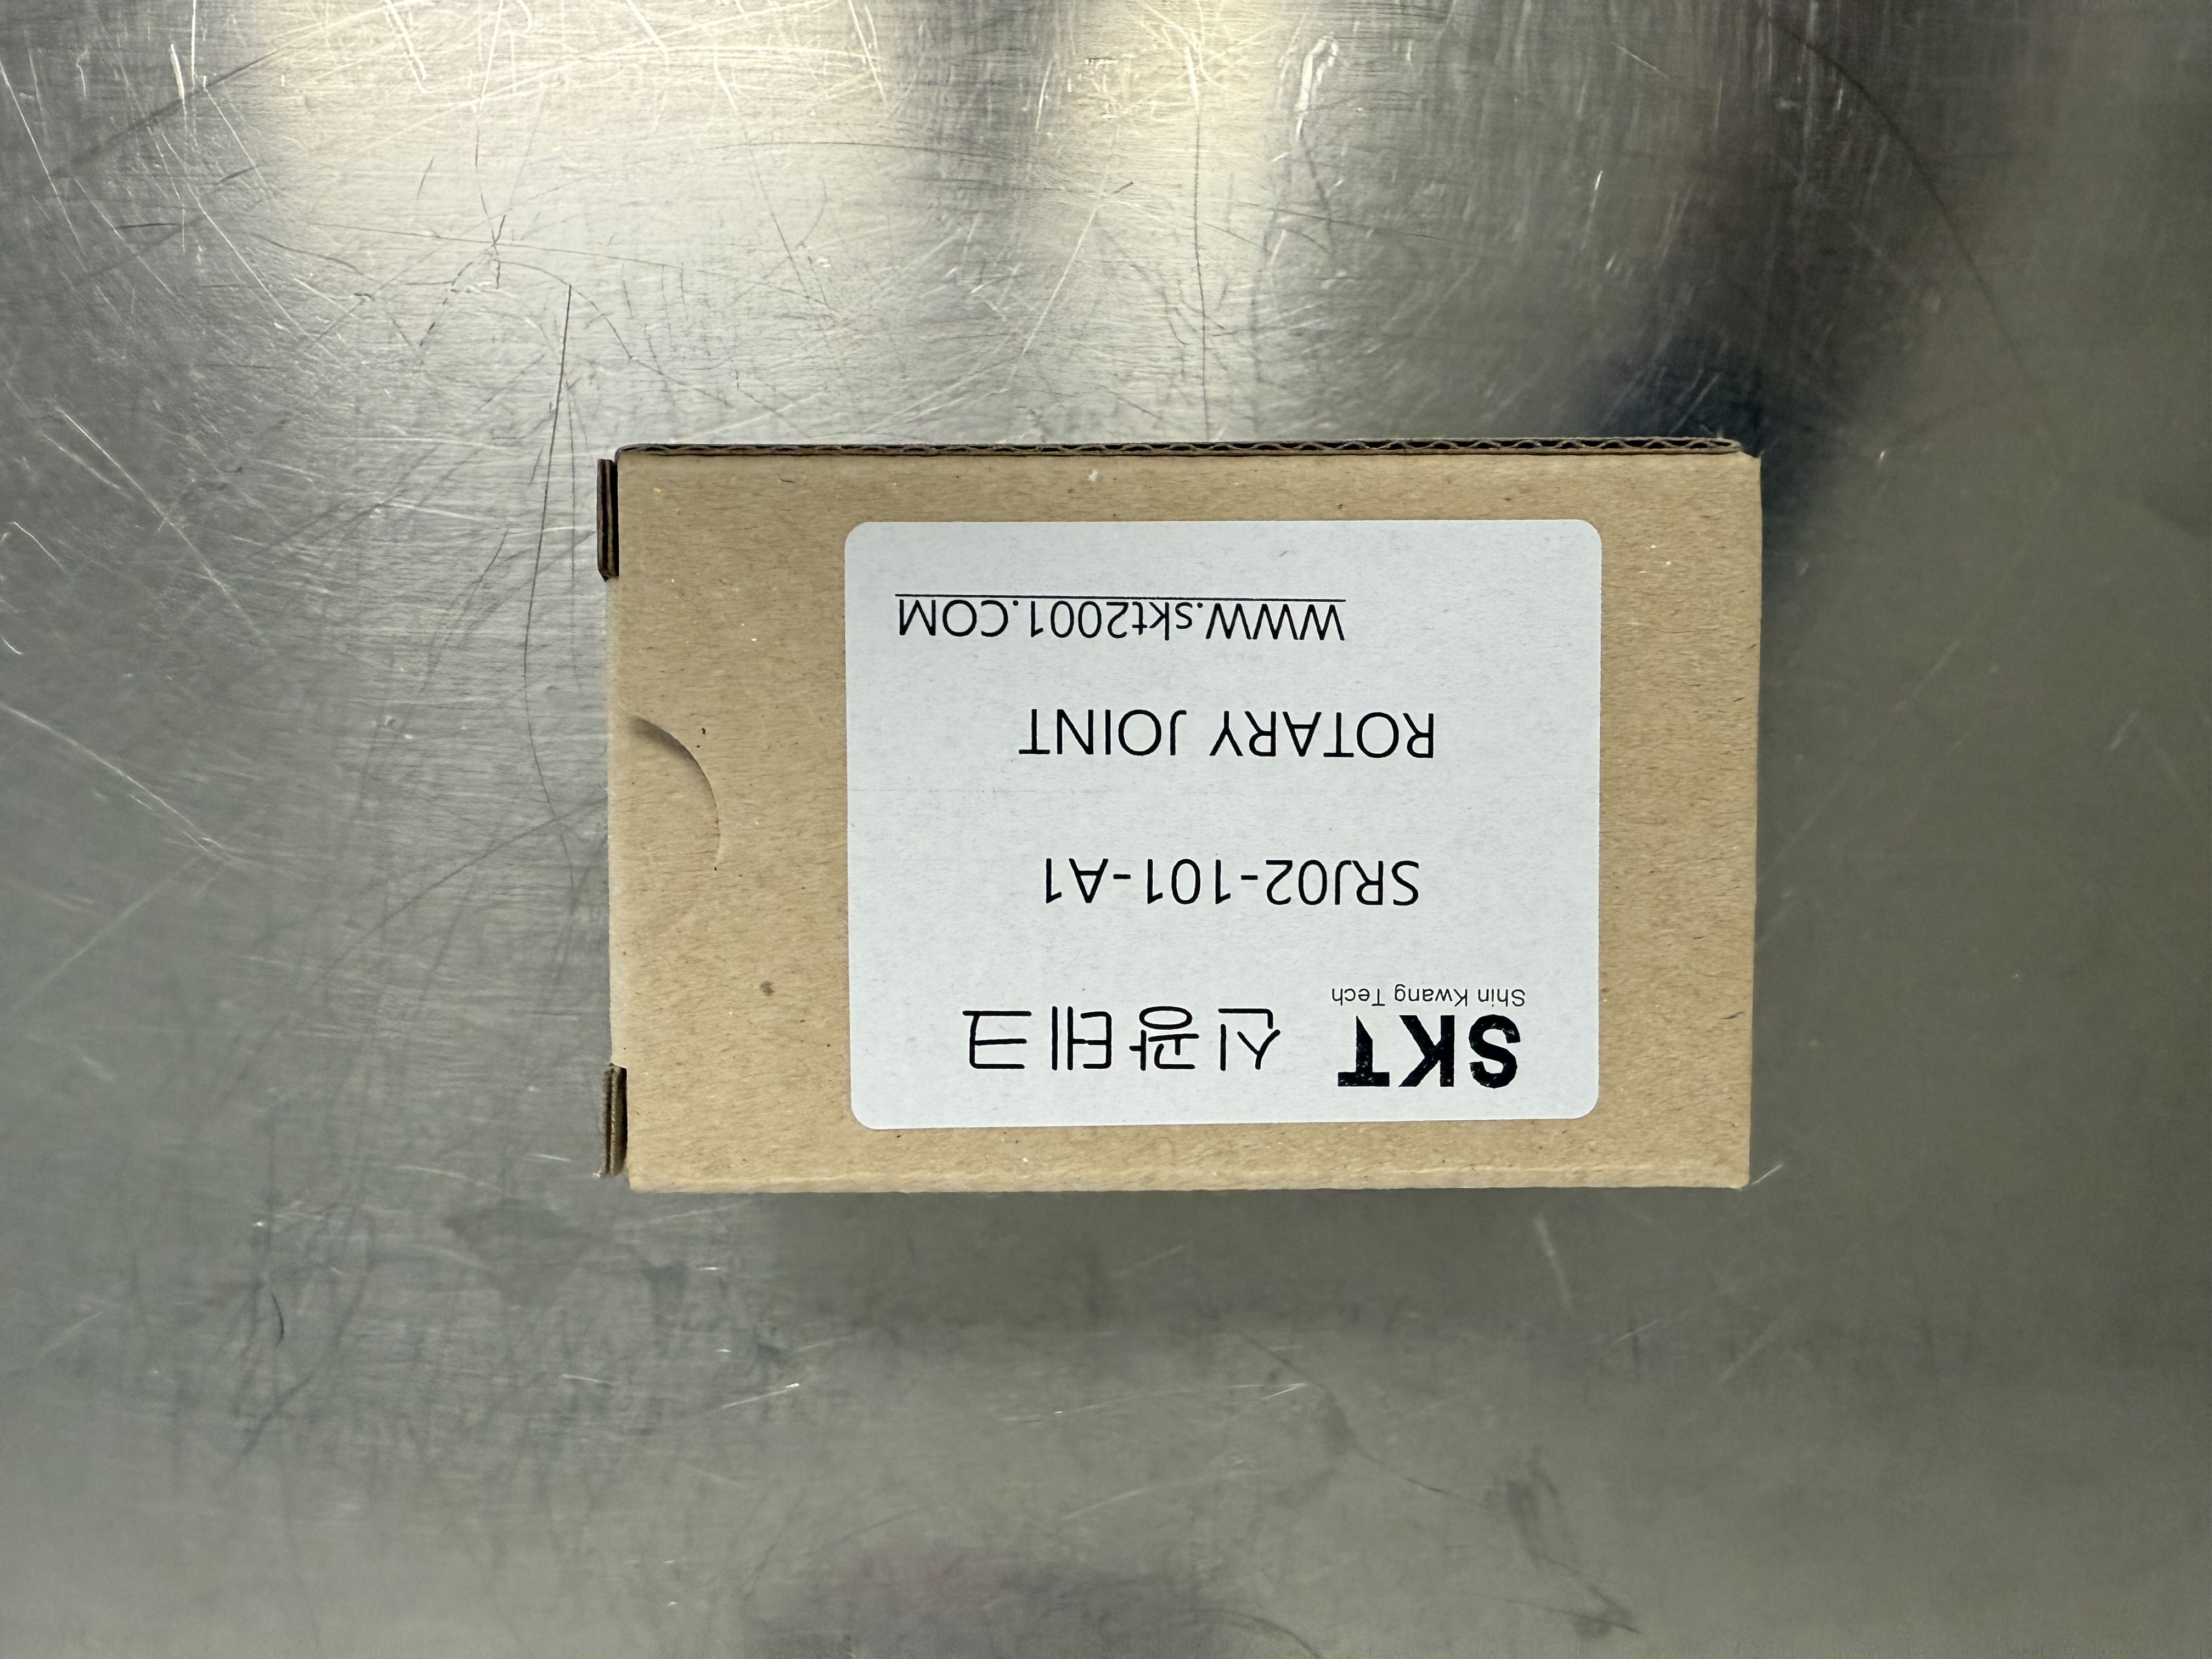 SKT 신광테크
Shin Kwang Tech
SRJ02-101-A1
ROTARY JOINT
WWW.skt2001.COM